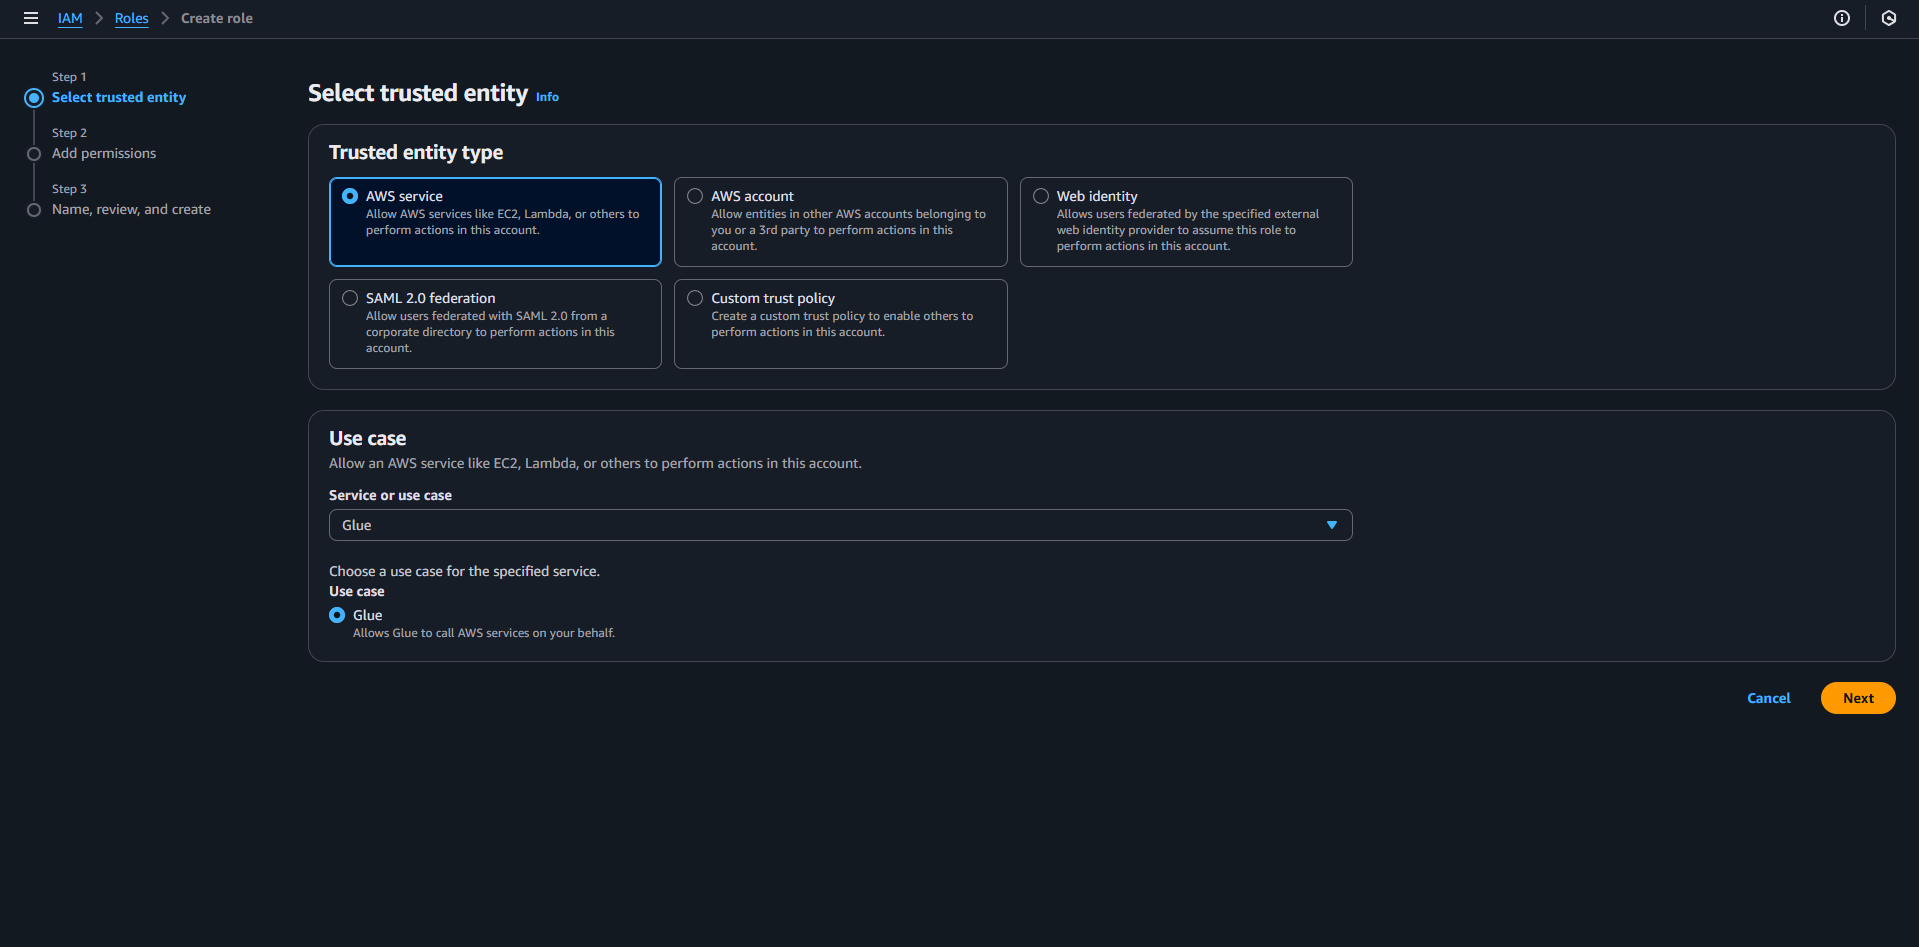 IAM > Roles > Create role
Step 1
Select trusted entity
Step 2
Add permissions
Step 3
Name, review, and create
Select trusted entity Info
Trusted entity type
AWS service
Allow AWS services like EC2, Lambda, or others to
perform actions in this account.
AWS account
Allow entities in other AWS accounts belonging to
you or a 3rd party to perform actions in this
account.
Web identity
Allows users federated by the specified external
web identity provider to assume this role to
perform actions in this account.
SAML 2.0 federation
Allow users federated with SAML 2.0 from a
corporate directory to perform actions in this
account.
Custom trust policy
Create a custom trust policy to enable others to
perform actions in this account.
Use case
Allow an AWS service like EC2, Lambda, or others to perform actions in this account.
Service or use case
Glue
Choose a use case for the specified service.
Use case
Glue
Allows Glue to call AWS services on your behalf.
Cancel Next